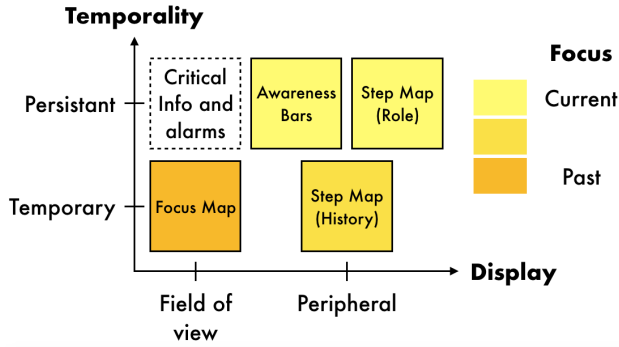 Temporality
Focus
Persistant
Critical
Info and
alarms
Awareness
Bars
Step Map
(Role)
Current
Temporary
Focus Map
Step Map
(History)
Past
Display
Field of
view
Peripheral